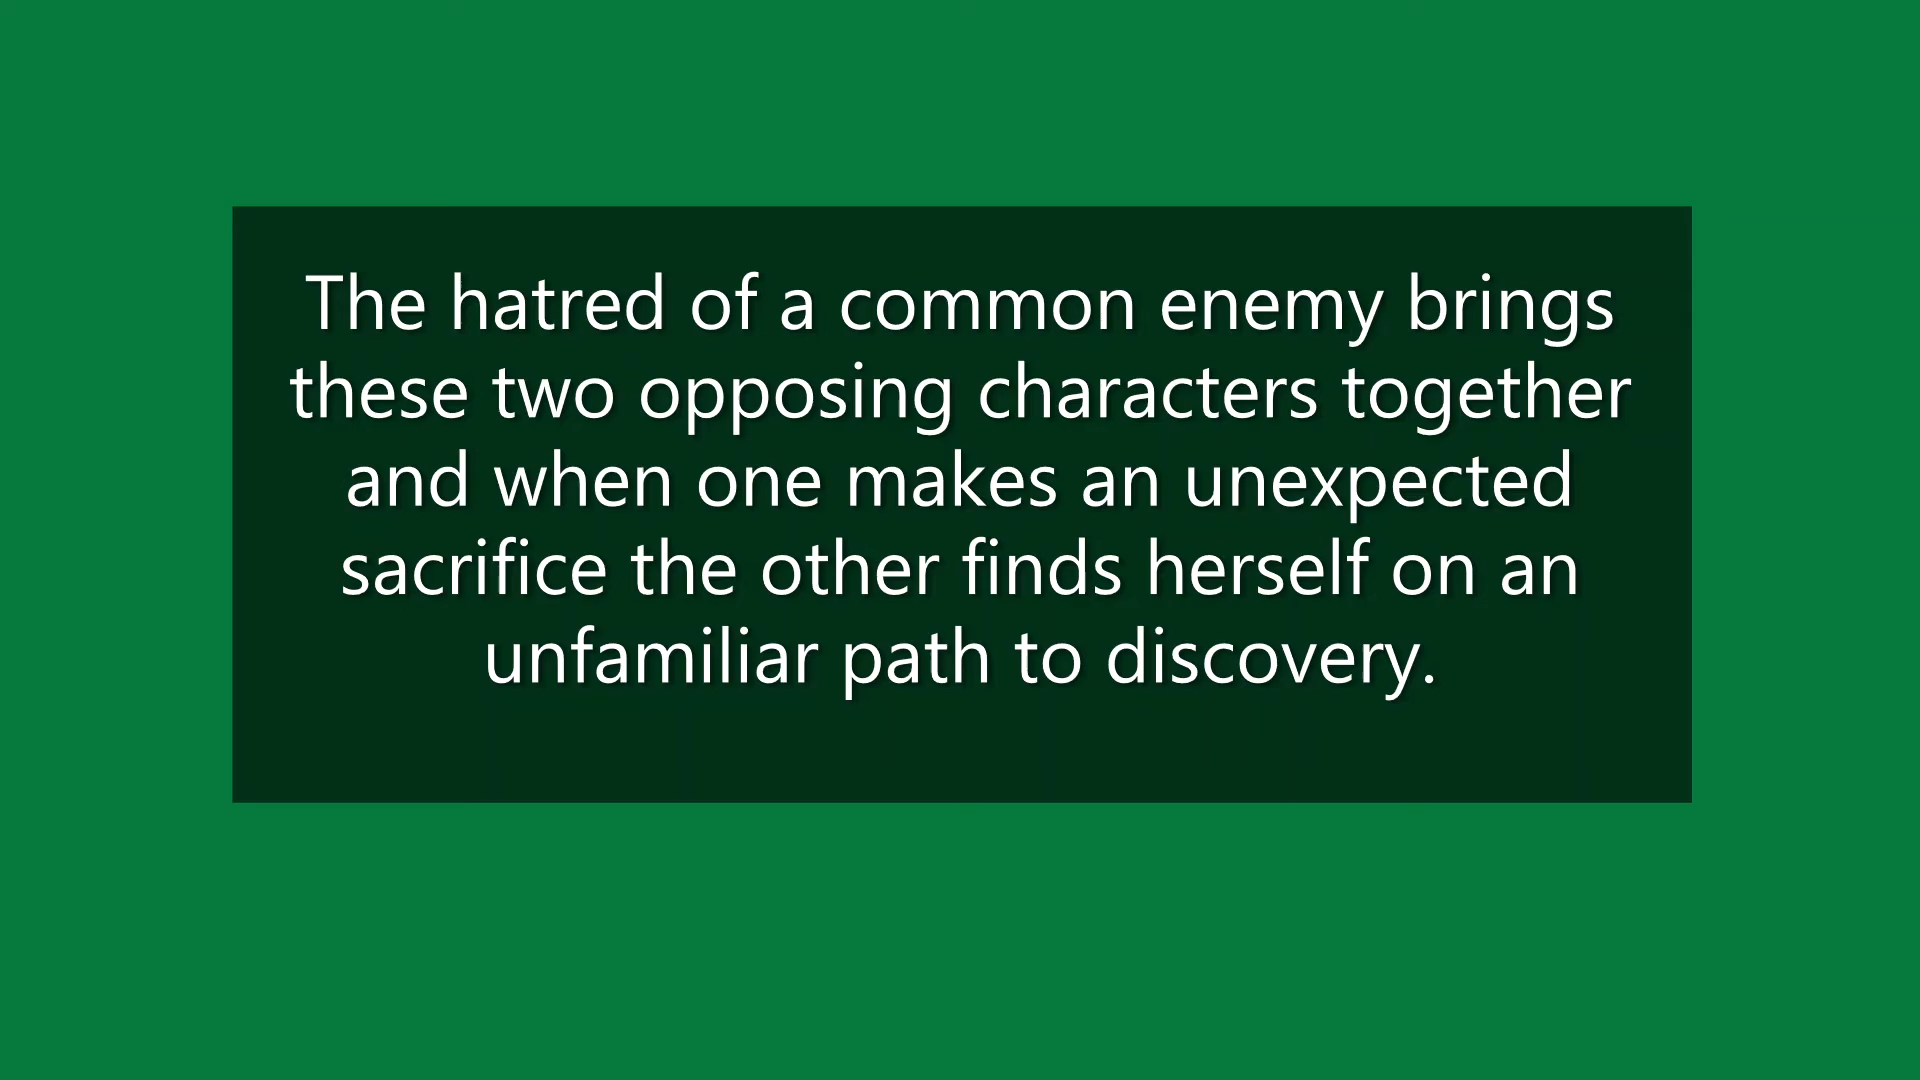 The hatred of a common enemy brings
these two opposing characters together
and when one makes an unexpected
sacrifice the other finds herself on an
unfamiliar path to discovery.